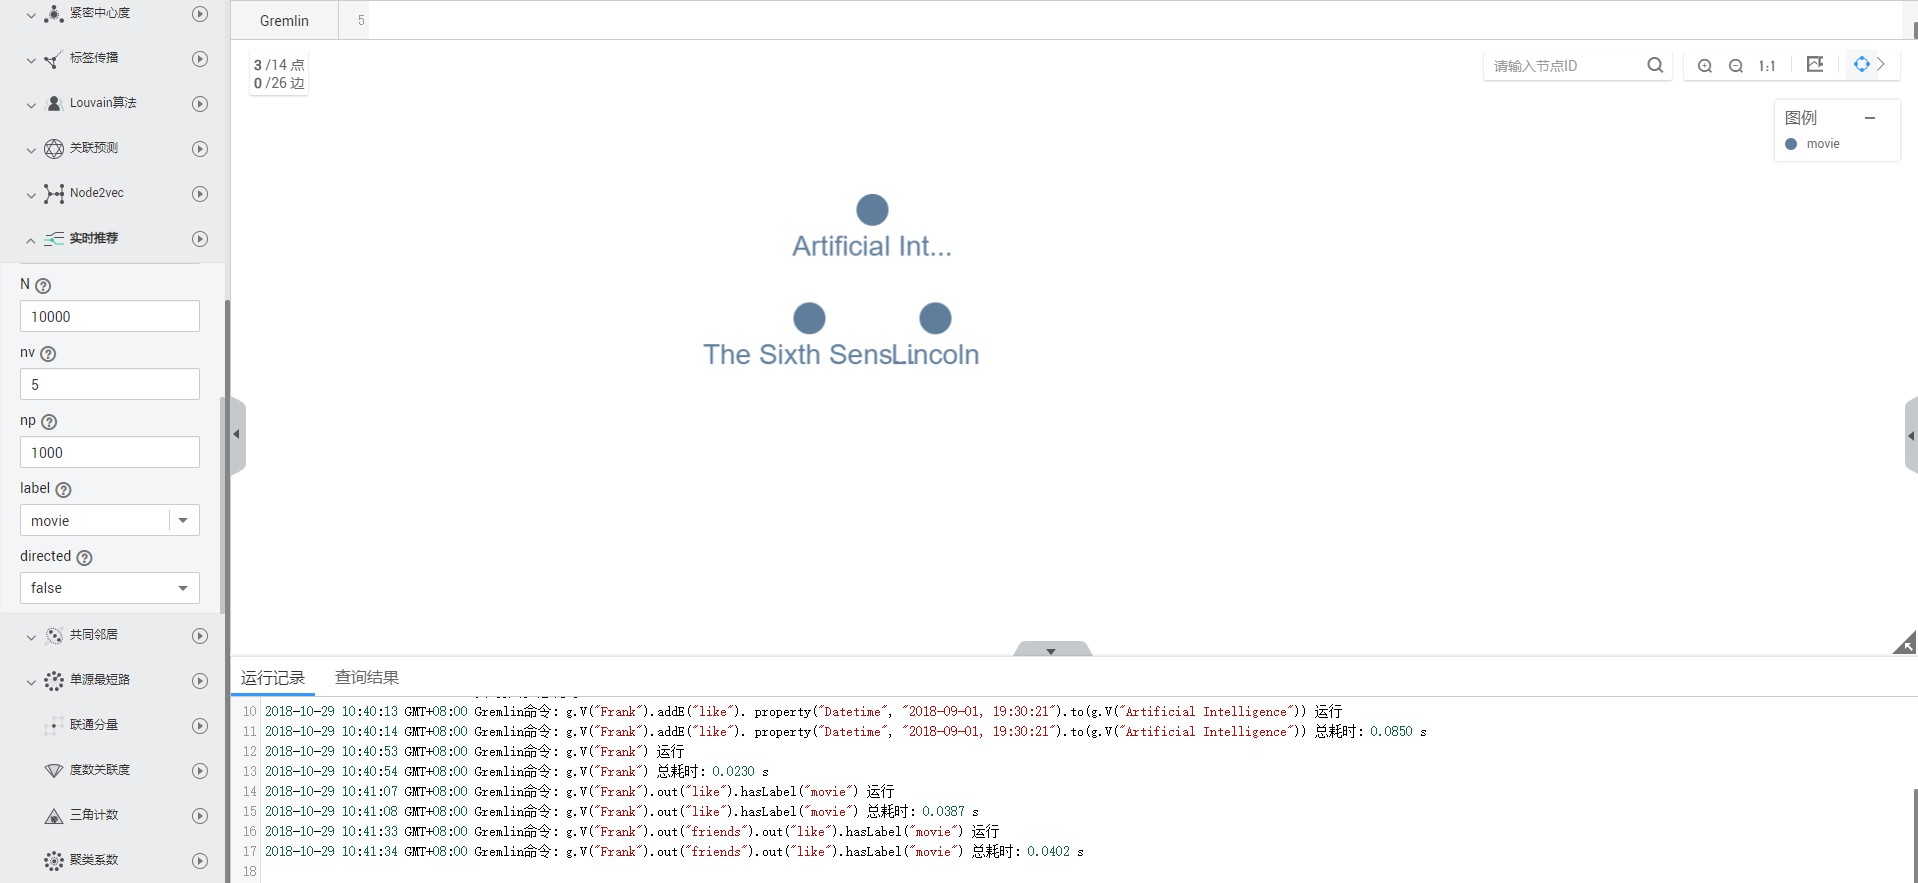 紧密中心度
标签传播
Louvain算法
关联预测
Node2vec
实时推荐
N ?
10000
nv ?
5
np ?
1000
label ?
movie
directed ?
false
共同邻居
单源最短路
联通分量
度数关联度
三角计数
聚类系数
Gremlin
5
3 /14 点
0 /26 边
请输入节点ID
1:1
图例
movie
Artificial Int...
The Sixth Sens...
Lincoln
运行记录 查询结果
10 2018-10-29 10:40:13 GMT+08:00 Gremlin命令: g.V("Frank").addE("like"). property("Datetime", "2018-09-01, 19:30:21").to(g.V("Artificial Intelligence")) 运行
11 2018-10-29 10:40:14 GMT+08:00 Gremlin命令: g.V("Frank").addE("like"). property("Datetime", "2018-09-01, 19:30:21").to(g.V("Artificial Intelligence")) 总耗时: 0.0850 s
12 2018-10-29 10:40:53 GMT+08:00 Gremlin命令: g.V("Frank") 运行
13 2018-10-29 10:40:54 GMT+08:00 Gremlin命令: g.V("Frank") 总耗时: 0.0230 s
14 2018-10-29 10:41:07 GMT+08:00 Gremlin命令: g.V("Frank").out("like").hasLabel("movie") 运行
15 2018-10-29 10:41:08 GMT+08:00 Gremlin命令: g.V("Frank").out("like").hasLabel("movie") 总耗时: 0.0387 s
16 2018-10-29 10:41:33 GMT+08:00 Gremlin命令: g.V("Frank").out("friends").out("like").hasLabel("movie") 运行
17 2018-10-29 10:41:34 GMT+08:00 Gremlin命令: g.V("Frank").out("friends").out("like").hasLabel("movie") 总耗时: 0.0402 s
18